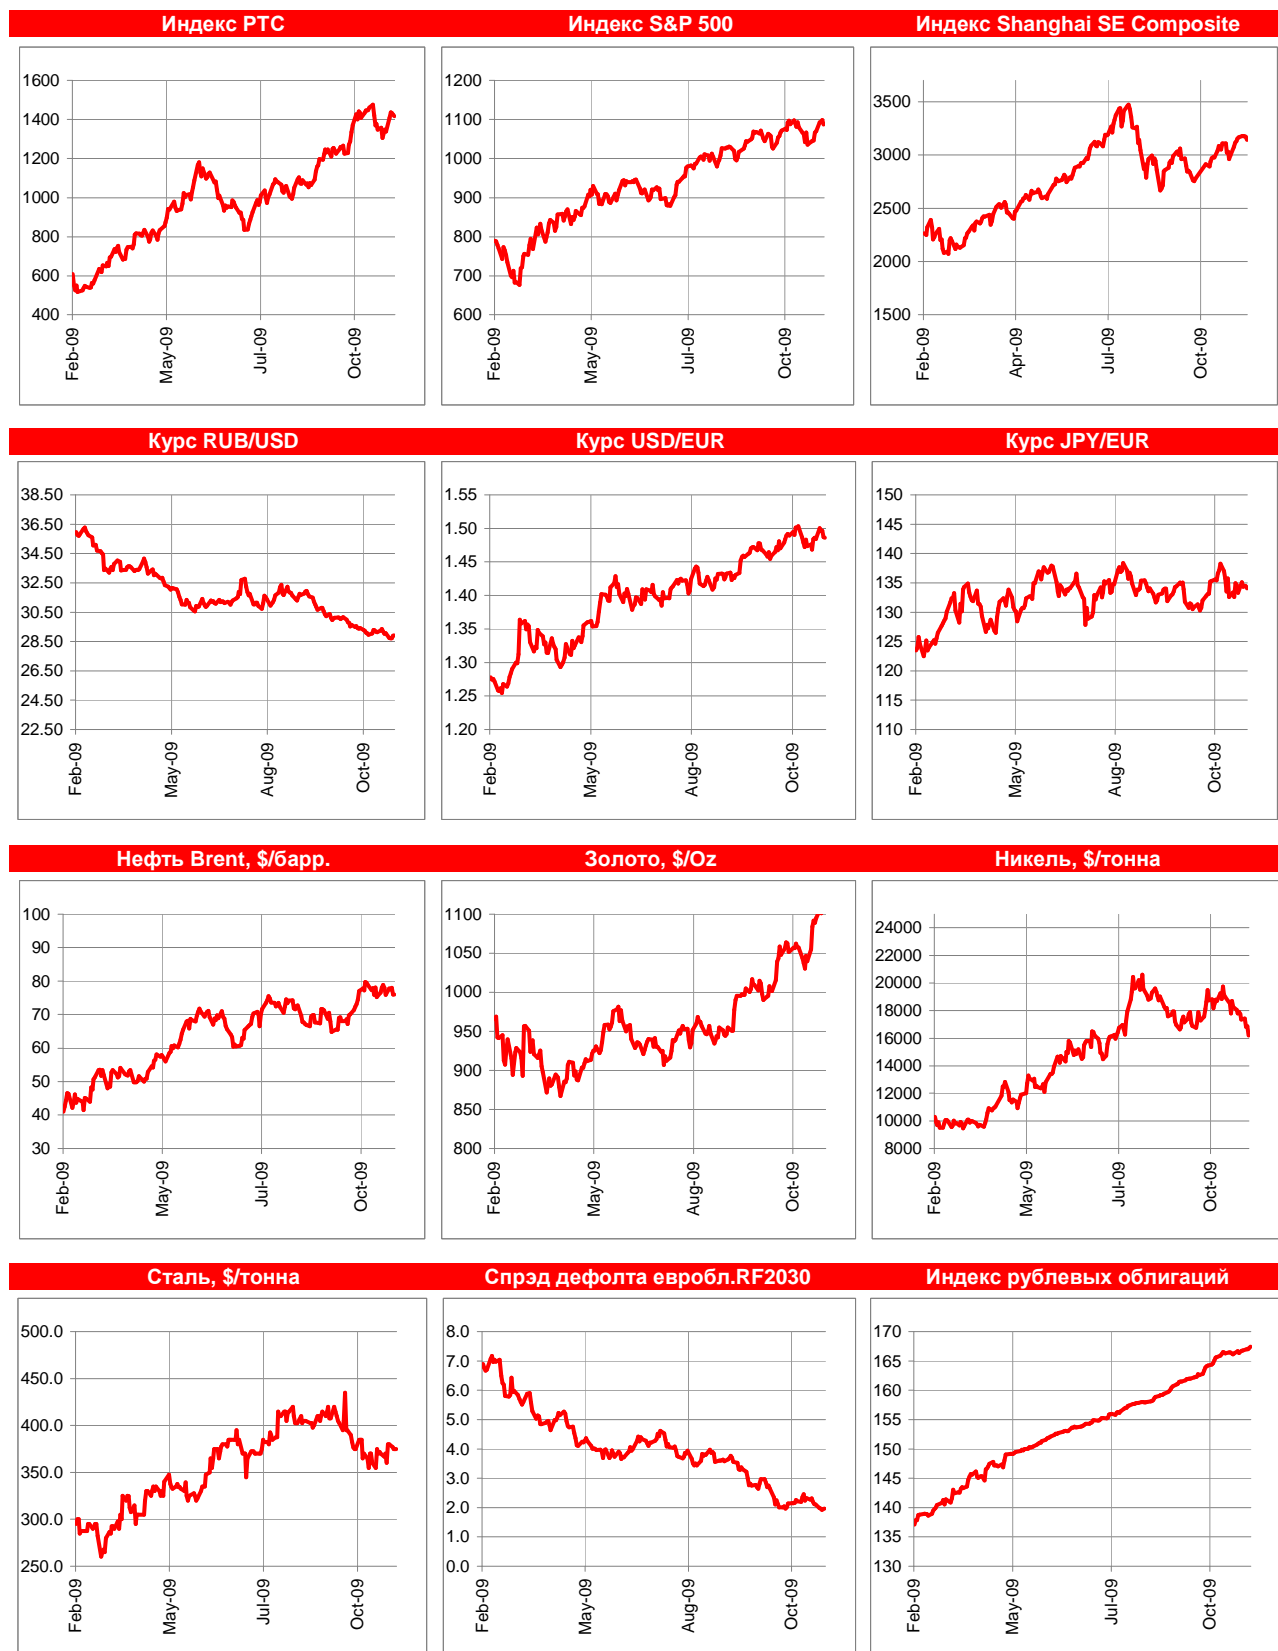 Индекс РТС
1600
1400
1200
1000
800
600
400
Feb-09
May-09
Jul-09
Oct-09
Индекс S&P 500
1200
1100
1000
900
800
700
600
Feb-09
May-09
Jul-09
Oct-09
Индекс Shanghai SE Composite
3500
3000
2500
2000
1500
Feb-09
Apr-09
Jul-09
Oct-09
Курс RUB/USD
38.50
36.50
34.50
32.50
30.50
28.50
26.50
24.50
22.50
Feb-09
May-09
Aug-09
Oct-09
Курс USD/EUR
1.55
1.50
1.45
1.40
1.35
1.30
1.25
1.20
Feb-09
May-09
Aug-09
Oct-09
Курс JPY/EUR
150
145
140
135
130
125
120
115
110
Feb-09
May-09
Aug-09
Oct-09
Нефть Brent, $/барр.
100
90
80
70
60
50
40
30
Feb-09
May-09
Jul-09
Oct-09
Золото, $/Oz
1100
1050
1000
950
900
850
800
Feb-09
May-09
Aug-09
Oct-09
Никель, $/тонна
24000
22000
20000
18000
16000
14000
12000
10000
8000
Feb-09
May-09
Jul-09
Oct-09
Сталь, $/тонна
500.0
450.0
400.0
350.0
300.0
250.0
Feb-09
May-09
Jul-09
Oct-09
Спрэд дефолта евробл.RF2030
8.0
7.0
6.0
5.0
4.0
3.0
2.0
1.0
0.0
Feb-09
May-09
Aug-09
Oct-09
Индекс рублевых облигаций
170
165
160
155
150
145
140
135
130
Feb-09
May-09
Jul-09
Oct-09